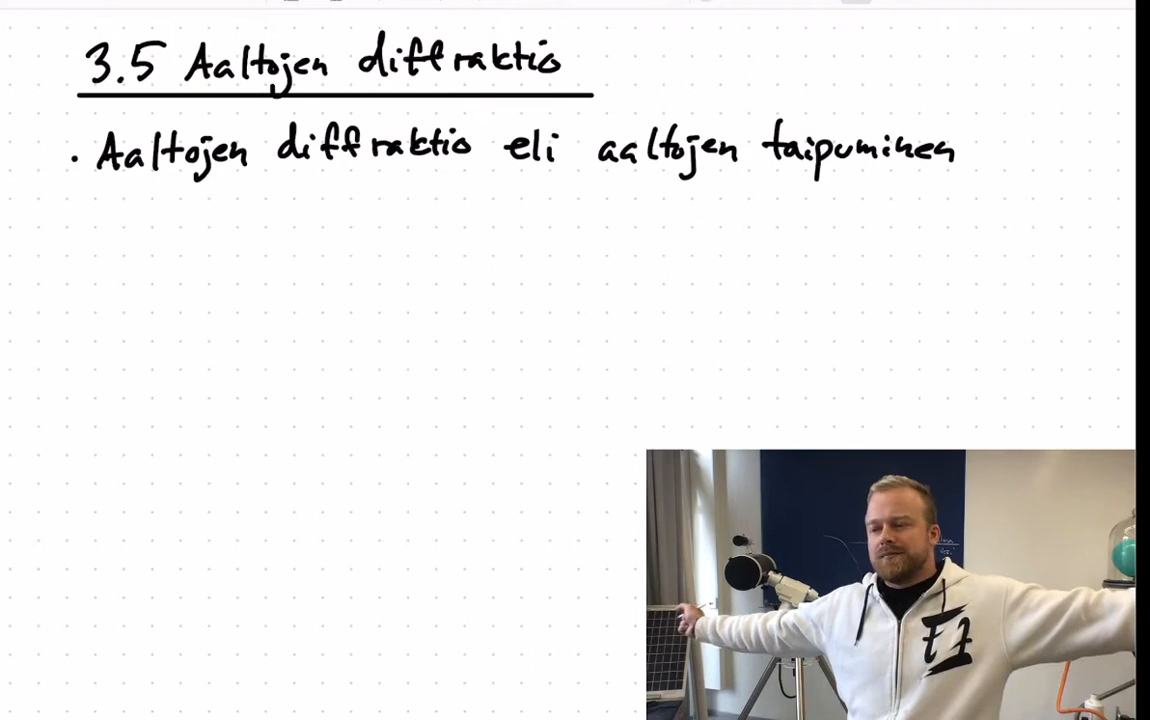 3.5 Aaltojen diffraktio
· Aaltojen diffraktio eli aaltojen taipuminen